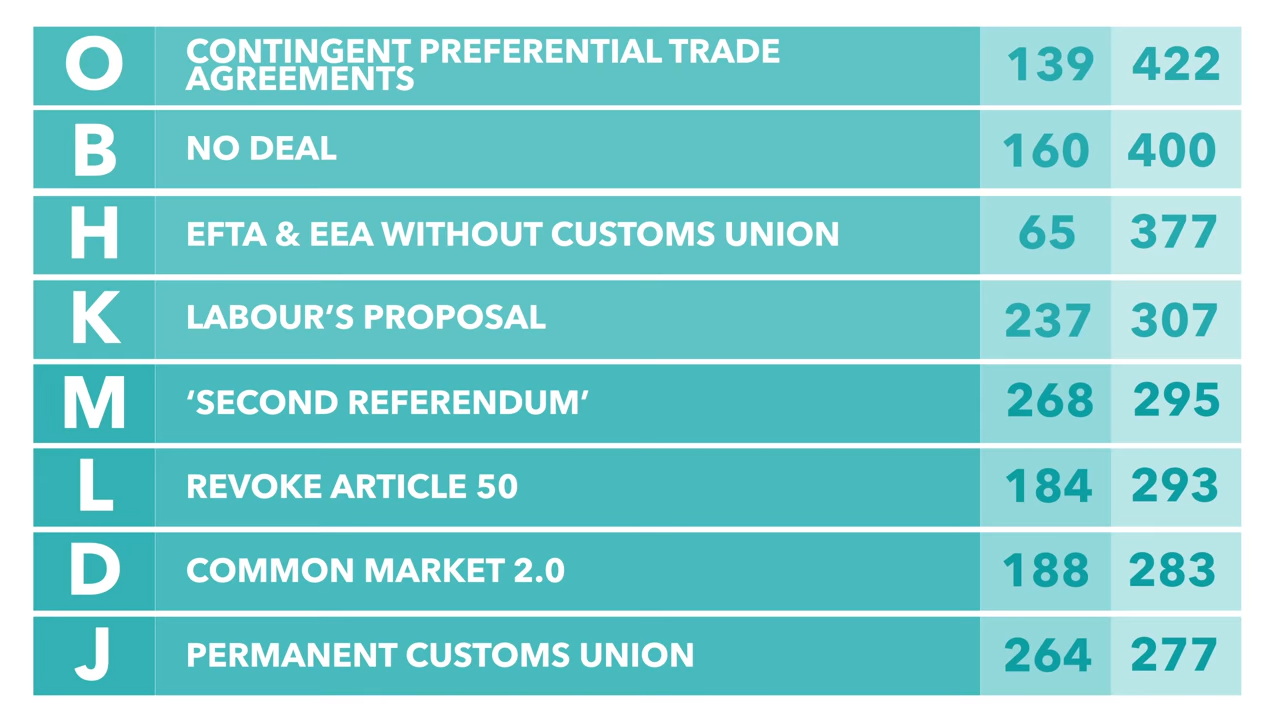 O CONTINGENT PREFERENTIAL TRADE
AGREEMENTS 139 422
B NO DEAL 160 400
H EFTA & EEA WITHOUT CUSTOMS UNION 65 377
K LABOUR’S PROPOSAL 237 307
M ‘SECOND REFERENDUM’ 268 295
L REVOKE ARTICLE 50 184 293
D COMMON MARKET 2.0 188 283
J PERMANENT CUSTOMS UNION 264 277